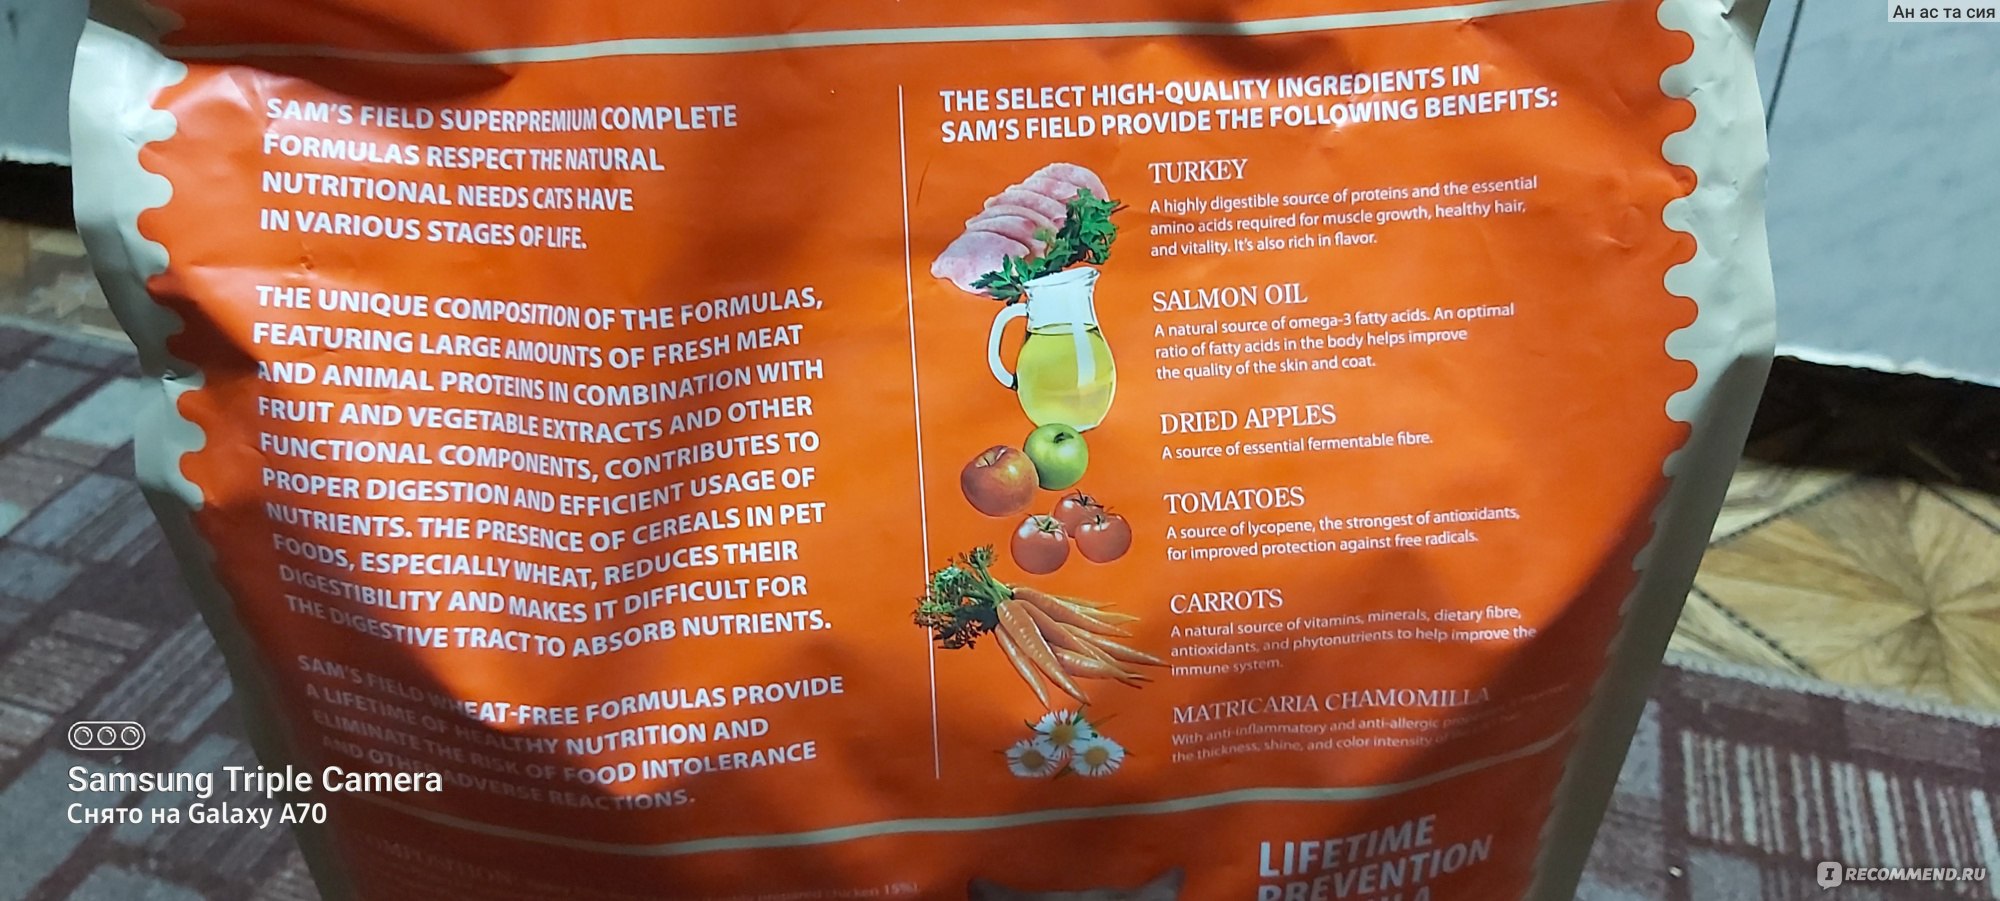 Ан ас та сия
SAM'S FIELD SUPERPREMIUM COMPLETE
FORMULAS RESPECT THE NATURAL
NUTRITIONAL NEEDS CATS HAVE
IN VARIOUS STAGES OF LIFE.
THE UNIQUE COMPOSITION OF THE FORMULAS,
FEATURING LARGE AMOUNTS OF FRESH MEAT
AND ANIMAL PROTEINS IN COMBINATION WITH
FRUIT AND VEGETABLE EXTRACTS AND OTHER
FUNCTIONAL COMPONENTS, CONTRIBUTES TO
PROPER DIGESTION AND EFFICIENT USAGE OF
NUTRIENTS. THE PRESENCE OF CEREALS IN PET
FOODS, ESPECIALLY WHEAT, REDUCES THEIR
DIGESTIBILITY AND MAKES IT DIFFICULT FOR
THE DIGESTIVE TRACT TO ABSORB NUTRIENTS.
SAM'S FIELD WHEAT-FREE FORMULAS PROVIDE
A LIFETIME OF HEALTHY NUTRITION AND
ELIMINATE THE RISK OF FOOD INTOLERANCE
AND OTHER ADVERSE REACTIONS.
THE SELECT HIGH-QUALITY INGREDIENTS IN
SAM'S FIELD PROVIDE THE FOLLOWING BENEFITS:
TURKEY
A highly digestible source of proteins and the essential
amino acids required for muscle growth, healthy hair,
and vitality. It's also rich in flavor.
SALMON OIL
A natural source of omega-3 fatty acids. An optimal
ratio of fatty acids in the body helps improve
the quality of the skin and coat.
DRIED APPLES
A source of essential fermentable fibre.
TOMATOES
A source of lycopene, the strongest of antioxidants,
for improved protection against free radicals.
CARROTS
A natural source of vitamins, minerals, dietary fibre,
antioxidants, and phytonutrients to help improve the
immune system.
MATRICARIA CHAMOMILLA
With anti-inflammatory and anti-allergic
the thickness, shine, and color intensity
chicken 15%)
LIFETIME
PREVENTION
Samsung Triple Camera
Снято на Galaxy A70
I RECOMMEND.RU